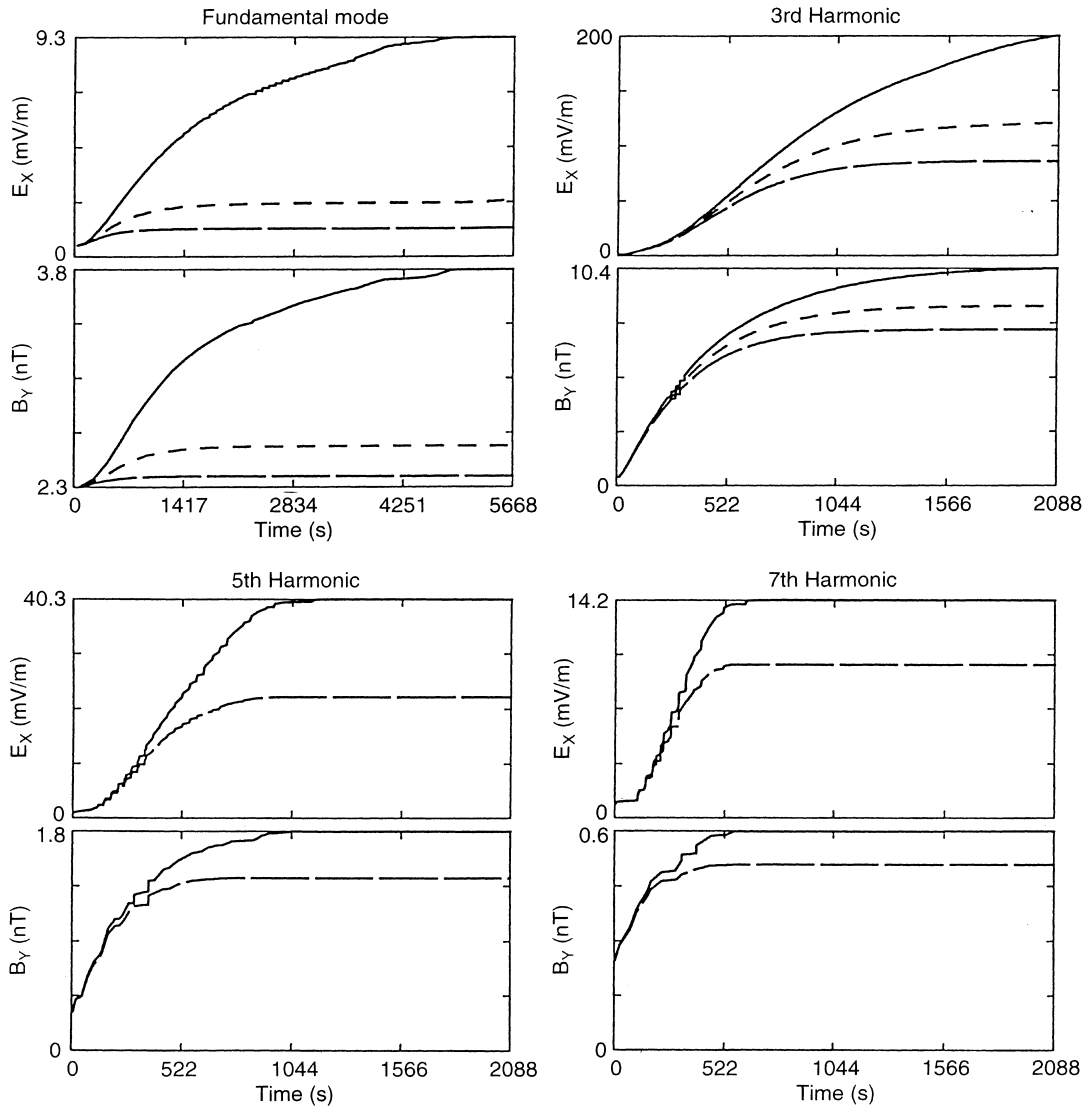 Fundamental mode
9.3
E_X (mV/m)
0
3.8
B_Y (nT)
2.3
0 1417 2834 4251 5668
Time (s)
3rd Harmonic
200
E_X (mV/m)
0
10.4
B_Y (nT)
0
0 522 1044 1566 2088
Time (s)
5th Harmonic
40.3
E_X (mV/m)
0
1.8
B_Y (nT)
0
0 522 1044 1566 2088
Time (s)
7th Harmonic
14.2
E_X (mV/m)
0
0.6
B_Y (nT)
0
0 522 1044 1566 2088
Time (s)